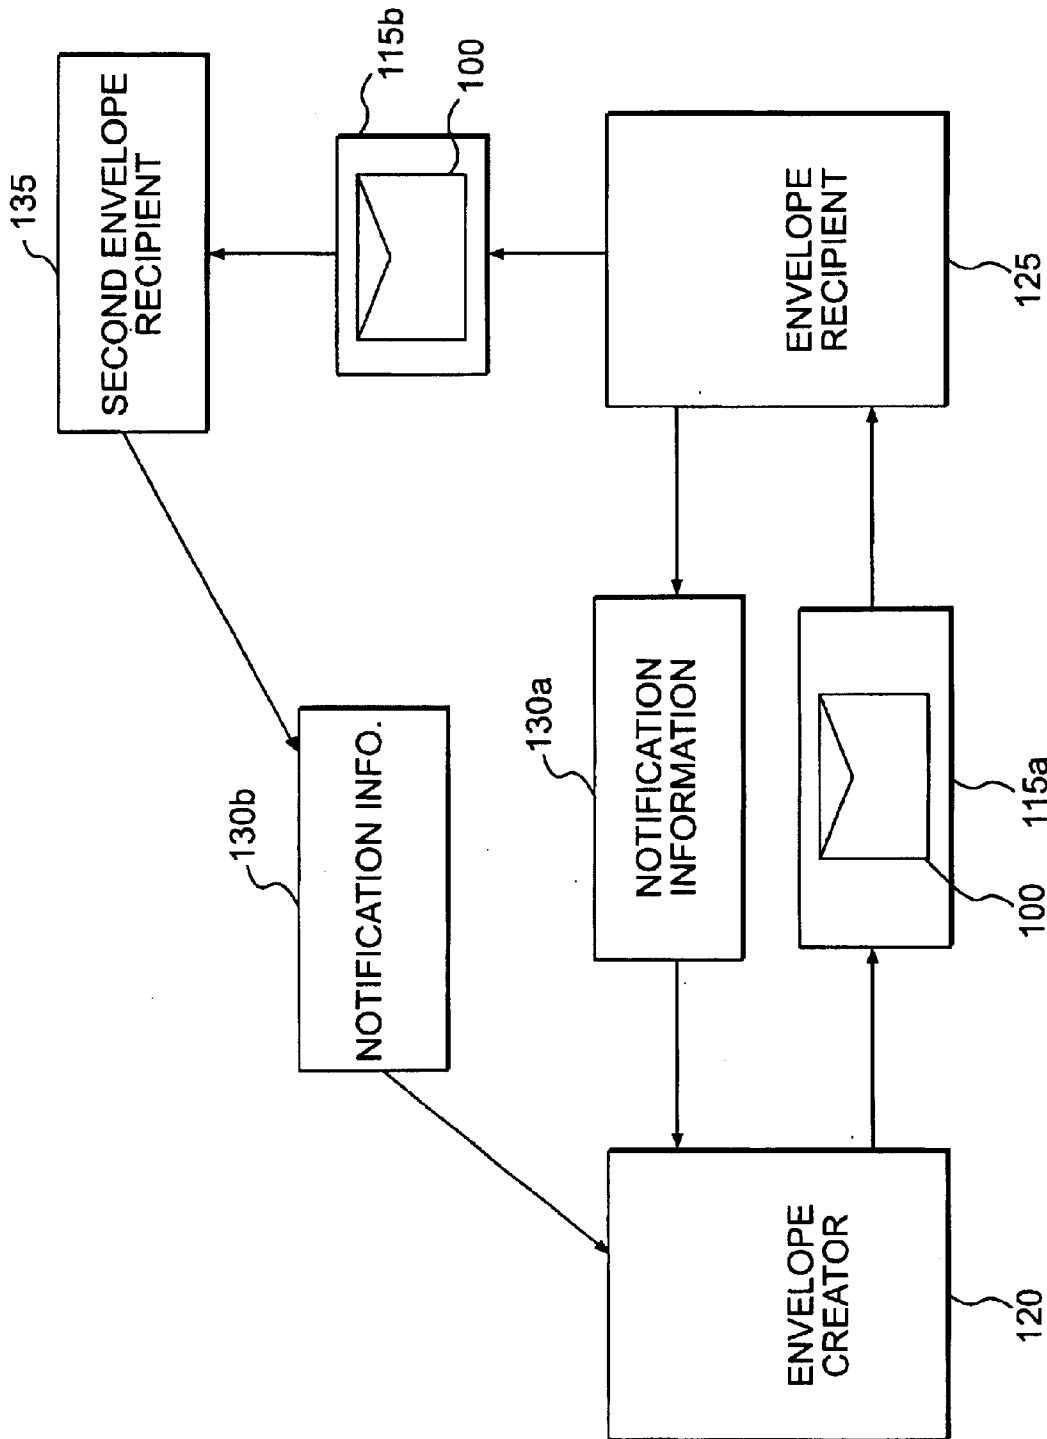 135
SECOND ENVELOPE
RECIPIENT
115b
100
130b
NOTIFICATION INFO.
130a
NOTIFICATION
INFORMATION
ENVELOPE
CREATOR
120
100
115a
ENVELOPE
RECIPIENT
125